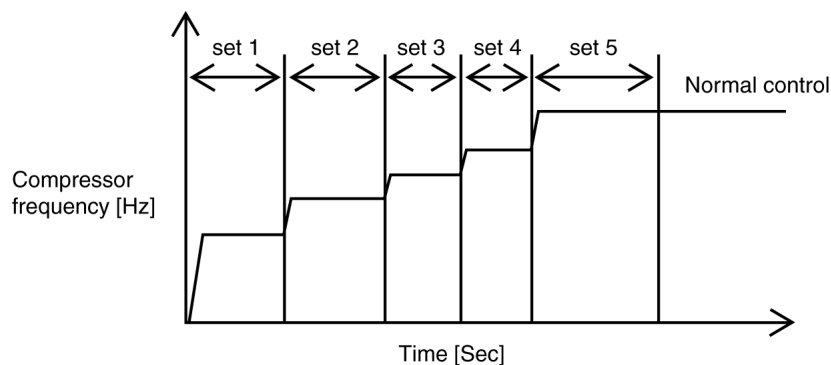 set 1
set 2
set 3
set 4
set 5
Normal control
Compressor
frequency [Hz]
Time [Sec]